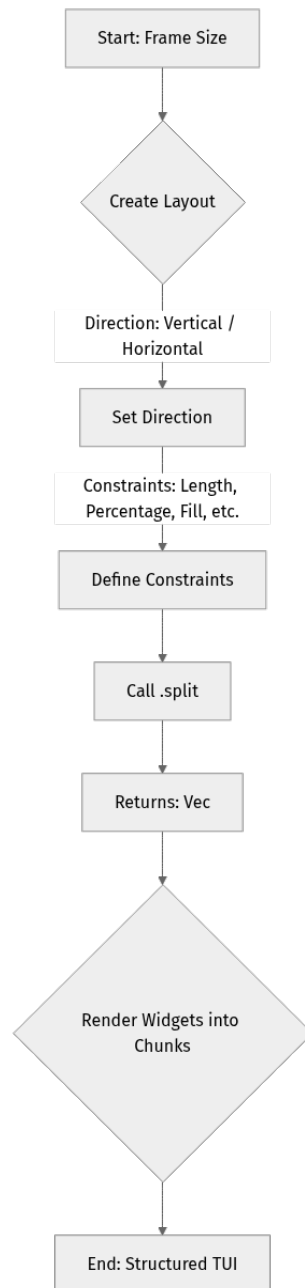 Start: Frame Size
Create Layout
Direction: Vertical /
Horizontal
Set Direction
Constraints: Length,
Percentage, Fill, etc.
Define Constraints
Call .split
Returns: Vec
Render Widgets into
Chunks
End: Structured TUI